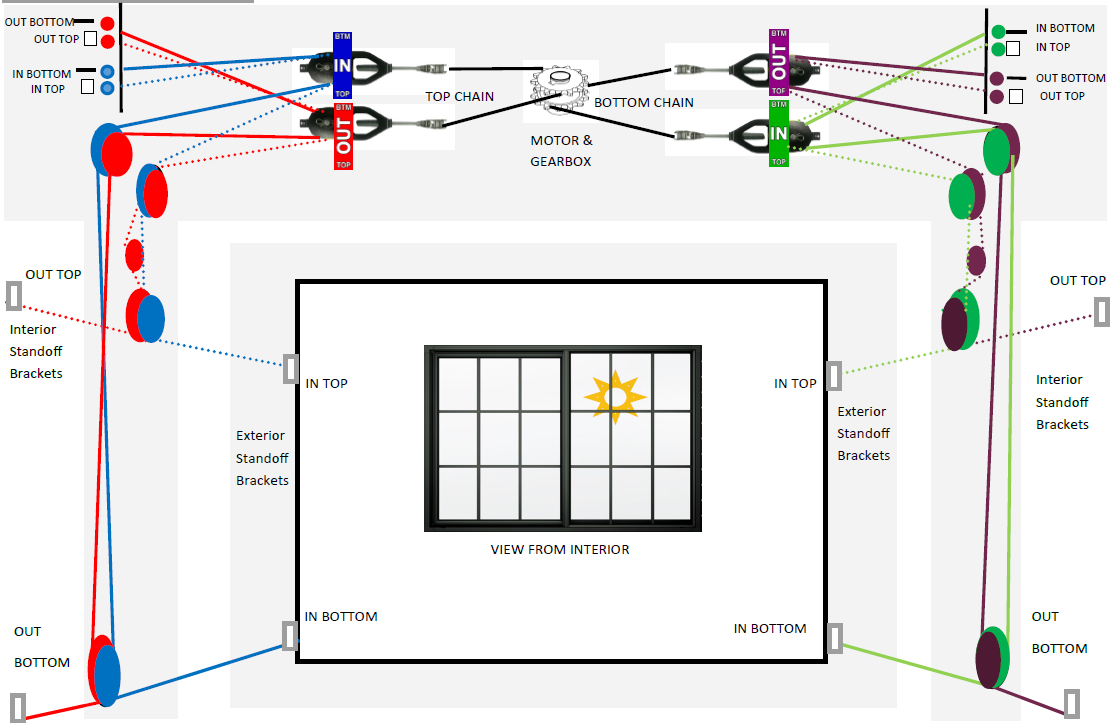 OUT BOTTOM
OUT TOP
IN BOTTOM
IN TOP
BTM
IN
TOP
BTM
OUT
TOP
TOP CHAIN
BOTTOM CHAIN
MOTOR &
GEARBOX
BTM
OUT
TOP
BTM
IN
TOP
IN BOTTOM
IN TOP
OUT BOTTOM
OUT TOP
OUT TOP
Interior
Standoff
Brackets
IN TOP
Exterior
Standoff
Brackets
IN TOP
Exterior
Standoff
Brackets
OUT TOP
Interior
Standoff
Brackets
VIEW FROM INTERIOR
IN BOTTOM
IN BOTTOM
OUT
BOTTOM
OUT
BOTTOM